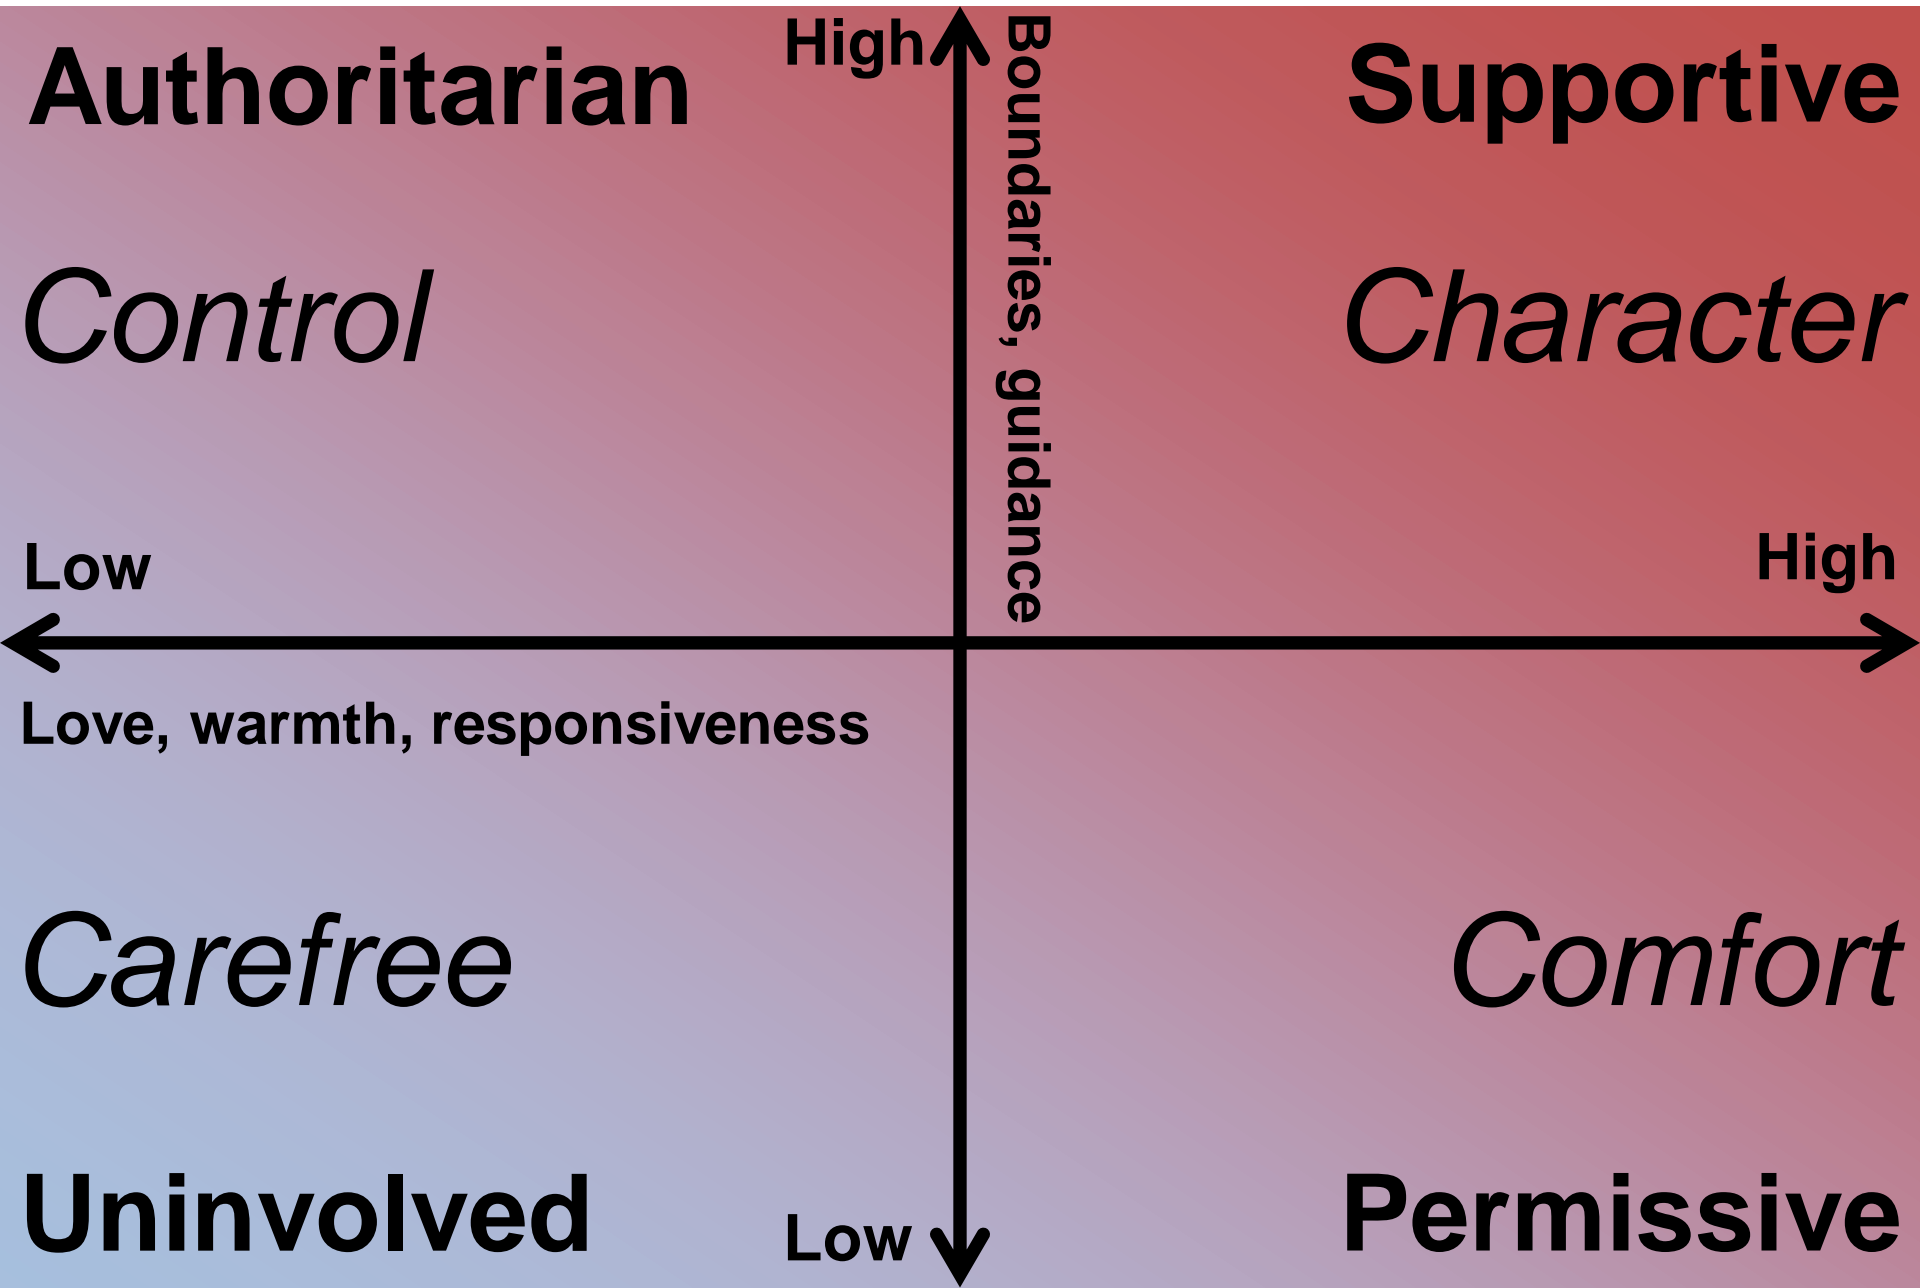 Authoritarian
High
Supportive
Boundaries, guidance
Control
Character
Low
High
Love, warmth, responsiveness
Carefree
Comfort
Uninvolved
Low
Permissive